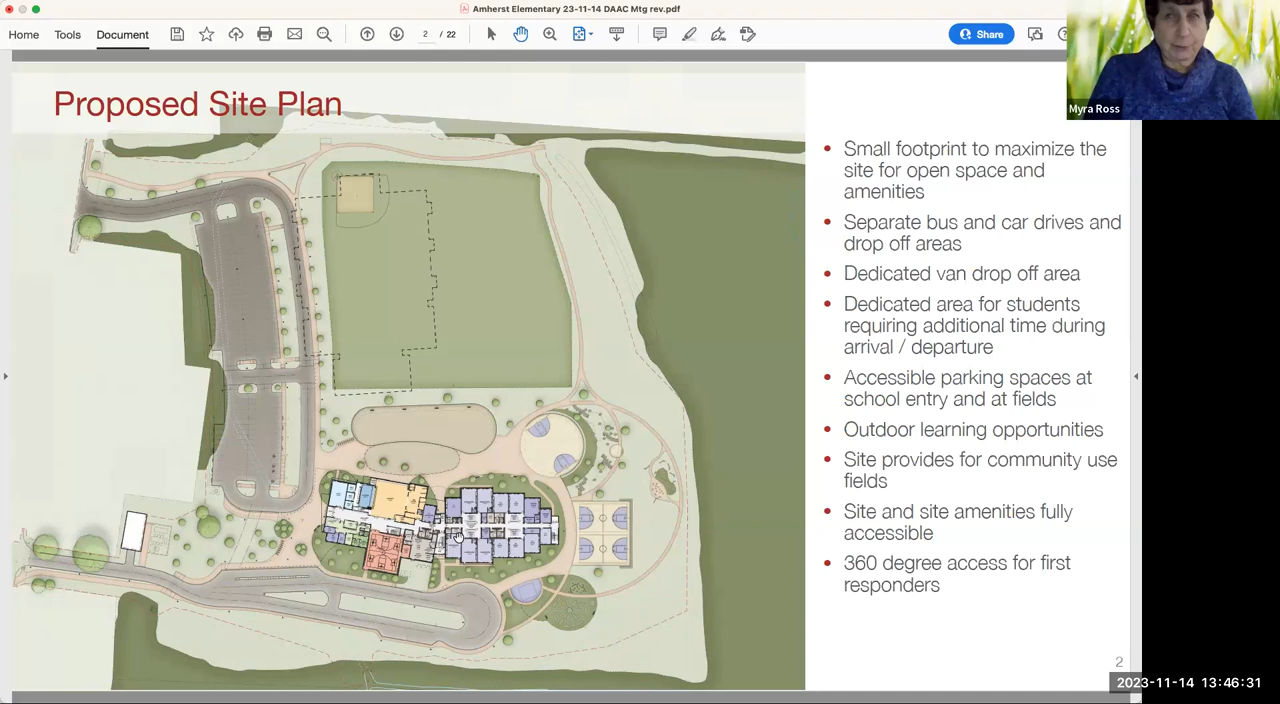 Amherst Elementary 23-11-14 DAAC Mtg rev.pdf
Home Tools Document 2 / 22 Share
Myra Ross
Proposed Site Plan
• Small footprint to maximize the
site for open space and
amenities
• Separate bus and car drives and
drop off areas
• Dedicated van drop off area
• Dedicated area for students
requiring additional time during
arrival / departure
• Accessible parking spaces at
school entry and at fields
• Outdoor learning opportunities
• Site provides for community use
fields
• Site and site amenities fully
accessible
• 360 degree access for first
responders
2
2023-11-14 13:46:31